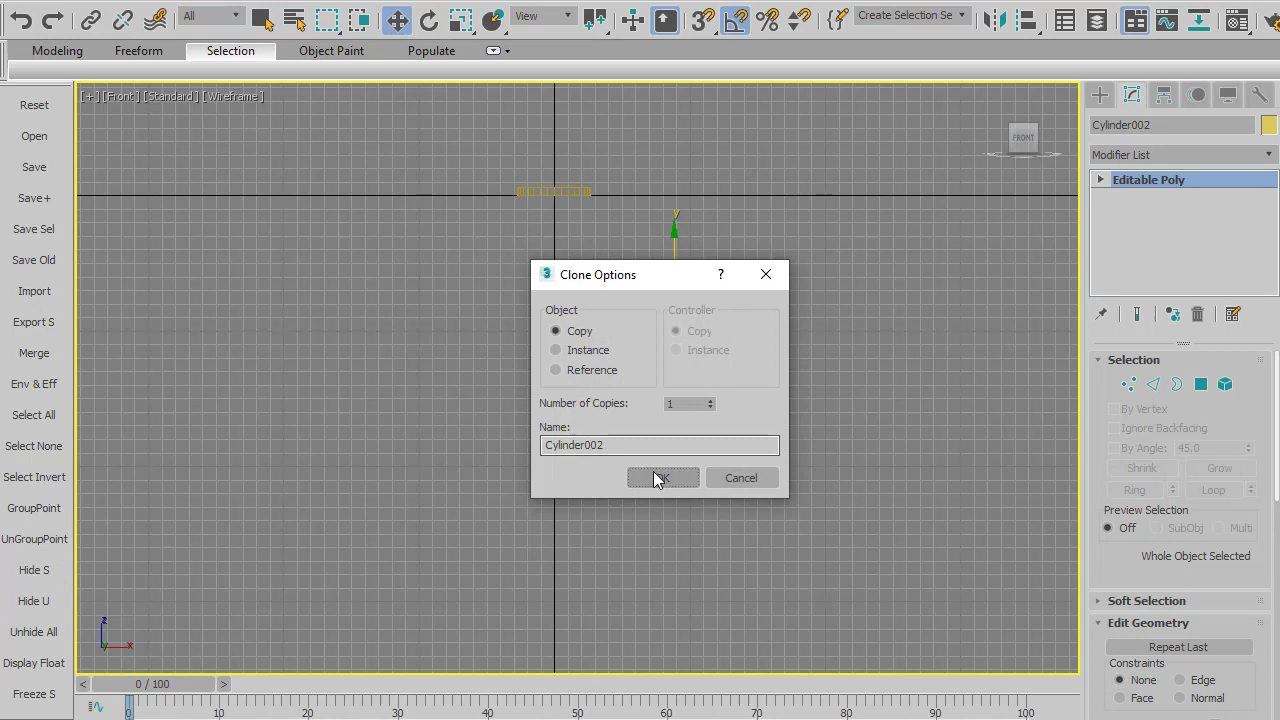 All
View
Create Selection Se
Modeling
Freeform
Selection
Object Paint
Populate
Reset
Open
Save
Save+
Save Sel
Save Old
Import
Export S
Merge
Env & Eff
Select All
Select None
Select Invert
GroupPoint
UnGroupPoint
Hide S
Hide U
Unhide All
Display Float
Freeze S
[+] [Front] [Standard] [Wireframe]
FRONT
y
3 Clone Options ?
Object
Copy
Instance
Reference
Controller
Copy
Instance
Number of Copies: 1
Name:
Cylinder002
OK
Cancel
z
y x
< 0 / 100 >
0 10 20 30 40 50 60 70 80 90 100
Cylinder002
Modifier List
Editable Poly
Selection
By Vertex
Ignore Backfacing
By Angle: 45.0
Shrink Grow
Ring Loop
Preview Selection
Off SubObj Multi
Whole Object Selected
Soft Selection
Edit Geometry
Repeat Last
Constraints
None Edge
Face Normal